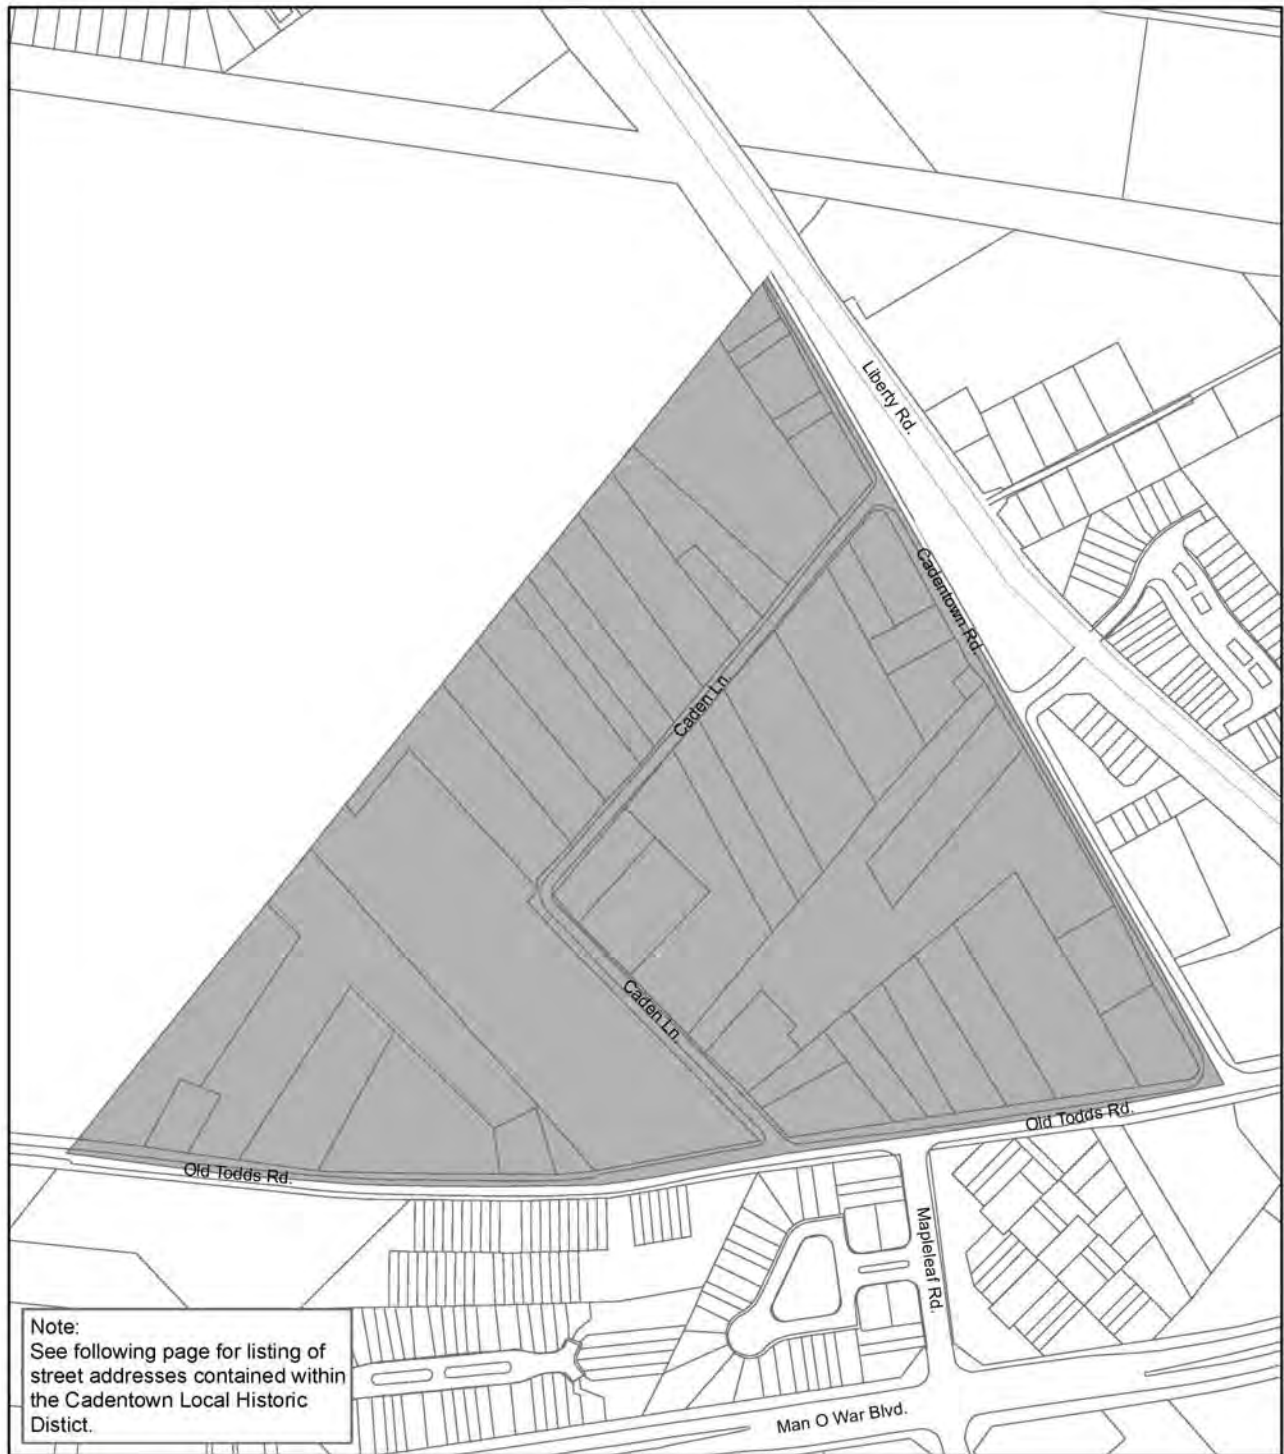 Liberty Rd.
Cadentown Rd.
Caden Ln.
Caden Ln.
Old Todds Rd.
Old Todds Rd.
Mapleleaf Rd.
Man O War Blvd.
Note:
See following page for listing of
street addresses contained within
the Cadentown Local Historic
Distict.